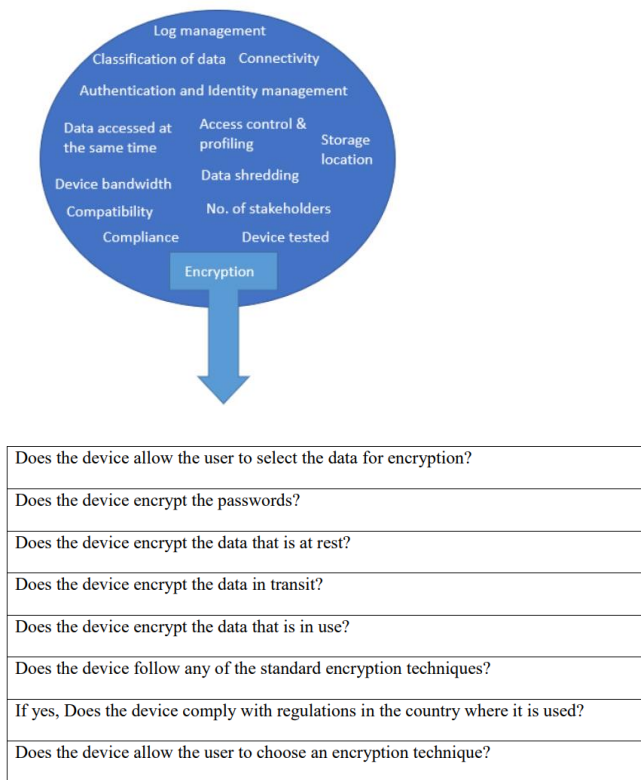 Log management
Classification of data Connectivity
Authentication and Identity management
Data accessed at
the same time
Access control &
profiling
Storage
location
Device bandwidth
Data shredding
Compatibility
No. of stakeholders
Compliance
Device tested
Encryption
Does the device allow the user to select the data for encryption?
Does the device encrypt the passwords?
Does the device encrypt the data that is at rest?
Does the device encrypt the data in transit?
Does the device encrypt the data that is in use?
Does the device follow any of the standard encryption techniques?
If yes, Does the device comply with regulations in the country where it is used?
Does the device allow the user to choose an encryption technique?